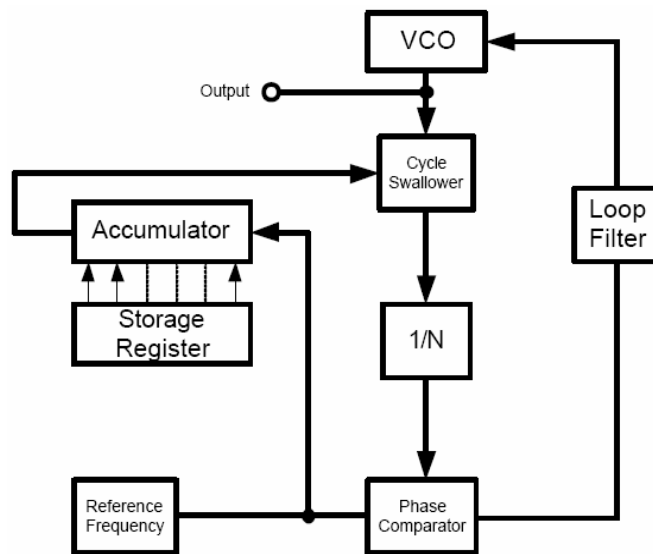 VCO
Output
Cycle
Swallower
Accumulator
Loop
Filter
Storage
Register
1/N
Reference
Frequency
Phase
Comparator